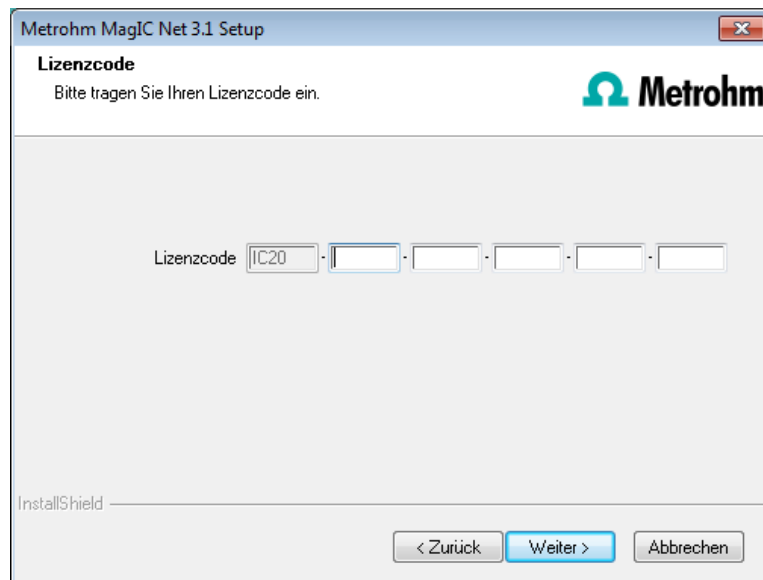 Metrohm MagIC Net 3.1 Setup
Lizenzcode
Bitte tragen Sie Ihren Lizenzcode ein.
Metrohm
Lizenzcode IC20 - - - - -
InstallShield
< Zurück Weiter > Abbrechen